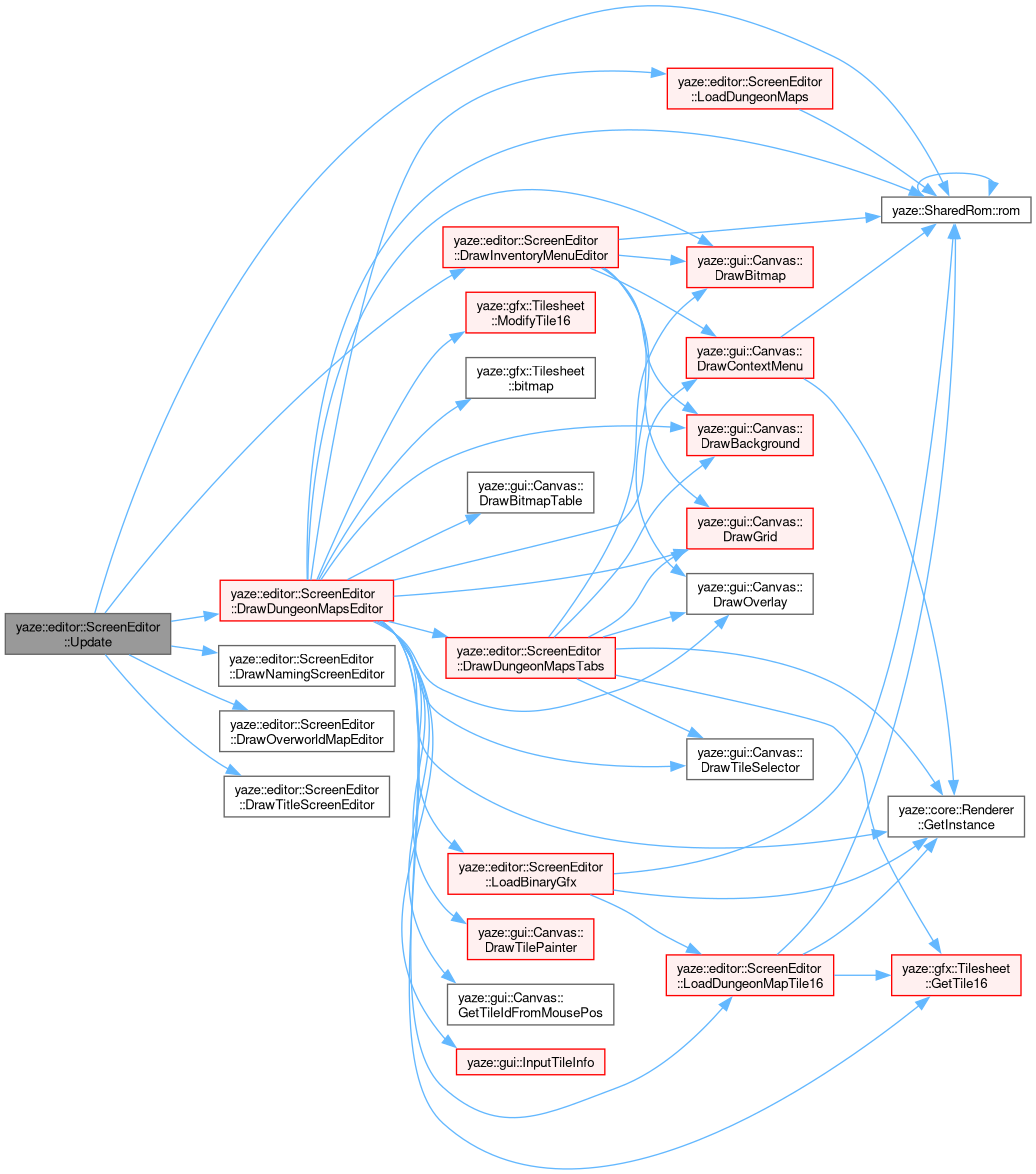 yaze::editor::ScreenEditor
::LoadDungeonMaps
yaze::SharedRom::rom
yaze::editor::ScreenEditor
::DrawInventoryMenuEditor
yaze::gui::Canvas::
DrawBitmap
yaze::gfx::Tilesheet
::ModifyTile16
yaze::gui::Canvas::
DrawContextMenu
yaze::gfx::Tilesheet
::bitmap
yaze::gui::Canvas::
DrawBackground
yaze::gui::Canvas::
DrawBitmapTable
yaze::gui::Canvas::
DrawGrid
yaze::editor::ScreenEditor
::DrawDungeonMapsEditor
yaze::gui::Canvas::
DrawOverlay
yaze::editor::ScreenEditor
::Update
yaze::editor::ScreenEditor
::DrawDungeonMapsTabs
yaze::editor::ScreenEditor
::DrawNamingScreenEditor
yaze::editor::ScreenEditor
::DrawOverworldMapEditor
yaze::gui::Canvas::
DrawTileSelector
yaze::editor::ScreenEditor
::DrawTitleScreenEditor
yaze::core::Renderer
::GetInstance
yaze::editor::ScreenEditor
::LoadBinaryGfx
yaze::gui::Canvas::
DrawTilePainter
yaze::editor::ScreenEditor
::LoadDungeonMapTile16
yaze::gfx::Tilesheet
::GetTile16
yaze::gui::Canvas::
GetTileIdFromMousePos
yaze::gui::InputTileInfo